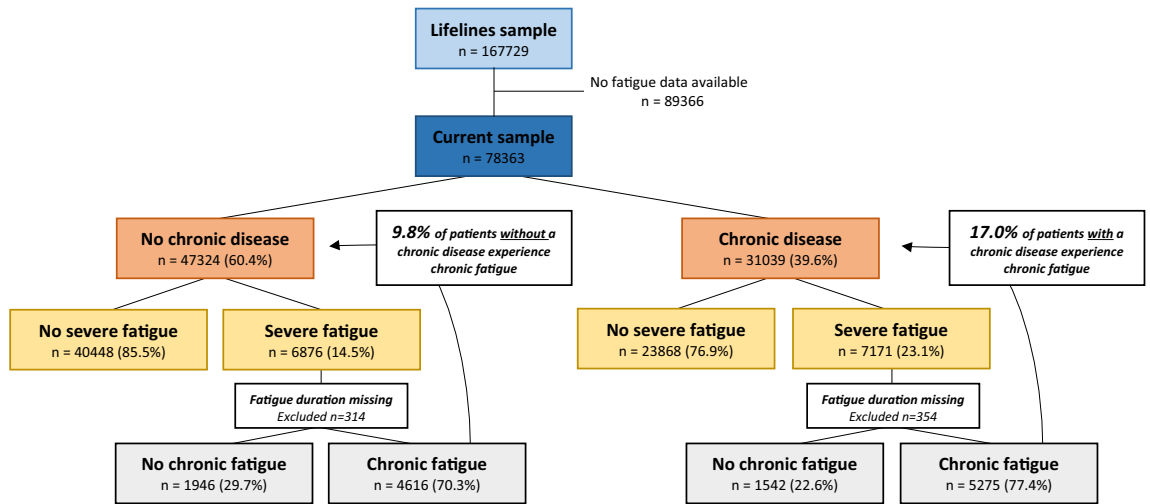 Lifelines sample
n = 167729
No fatigue data available
n = 89366
Current sample
n = 78363
No chronic disease
n = 47324 (60.4%)
9.8% of patients without a
chronic disease experience
chronic fatigue
Chronic disease
n = 31039 (39.6%)
17.0% of patients with a
chronic disease experience
chronic fatigue
No severe fatigue
n = 40448 (85.5%)
Severe fatigue
n = 6876 (14.5%)
No severe fatigue
n = 23868 (76.9%)
Severe fatigue
n = 7171 (23.1%)
Fatigue duration missing
Excluded n=314
Fatigue duration missing
Excluded n=354
No chronic fatigue
n = 1946 (29.7%)
Chronic fatigue
n = 4616 (70.3%)
No chronic fatigue
n = 1542 (22.6%)
Chronic fatigue
n = 5275 (77.4%)